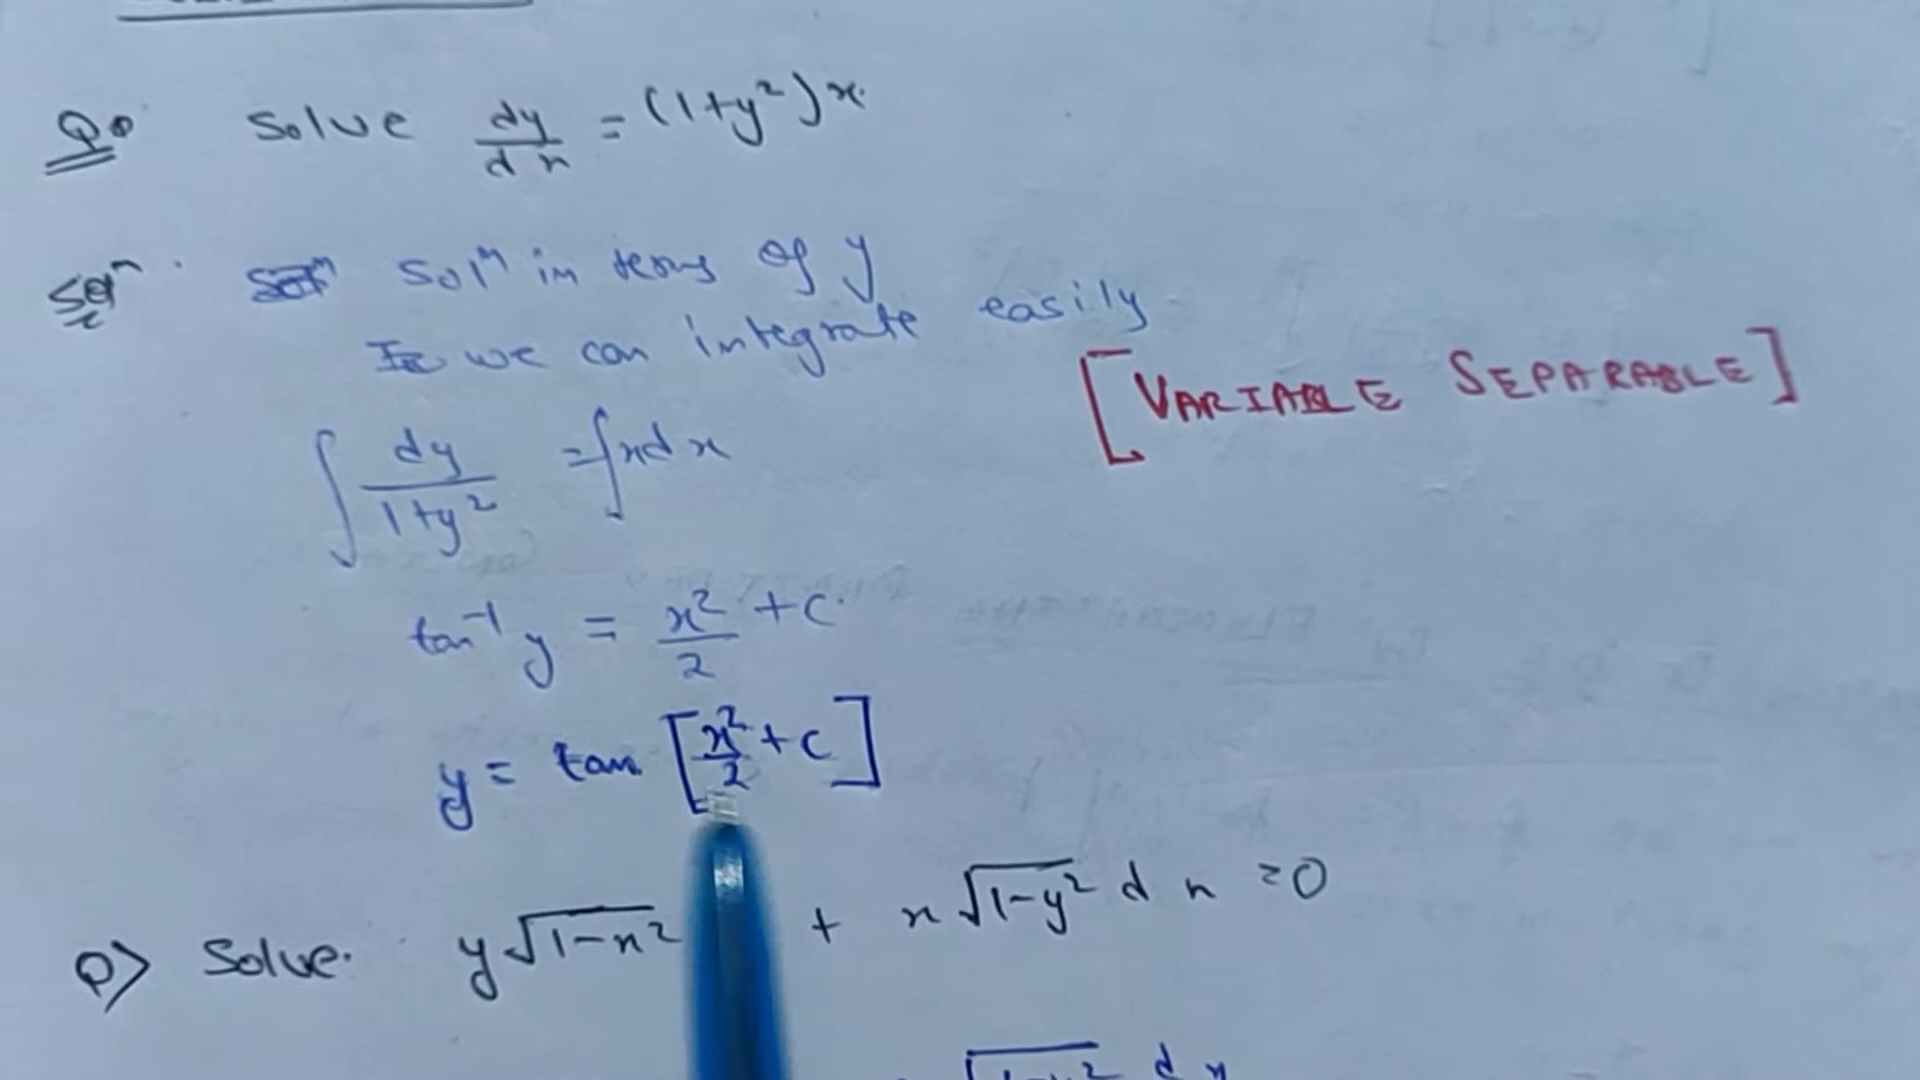 Q. Solve dy/dx = (1+y²)x.
Solⁿ. Solⁿ in terms of y
we can integrate easily
[VARIABLE SEPARABLE]
∫ dy/1+y² = ∫xdx
tan⁻¹ y = x²/2 + c.
y = tan [x²/2 + c]
Q> Solve. y√1-x² + x√1-y² dx =0
dx